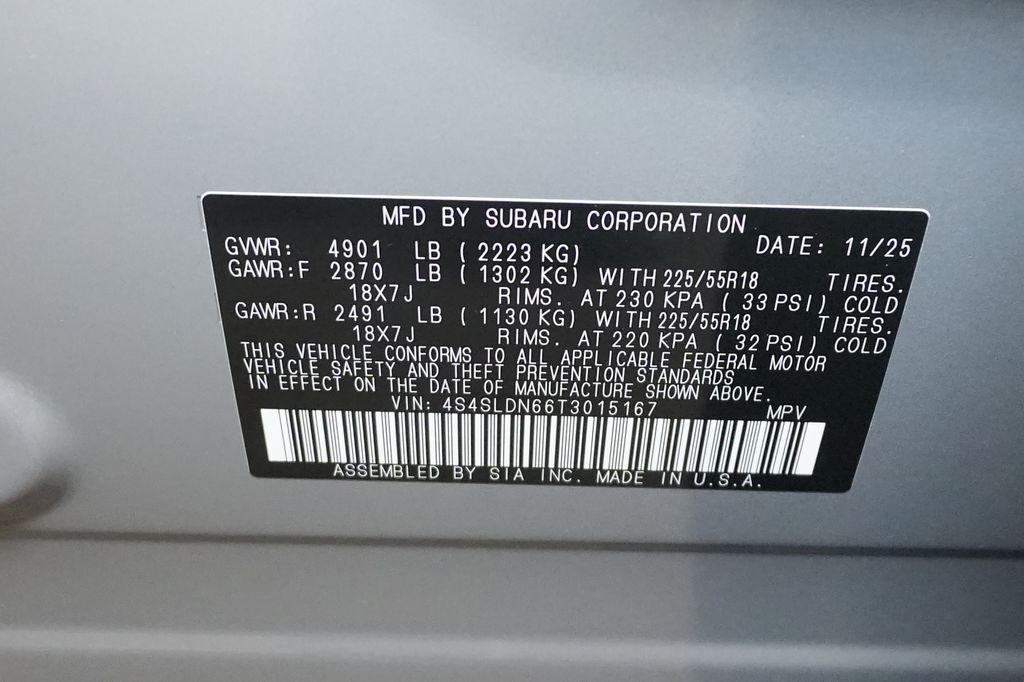 MFD BY SUBARU CORPORATION
DATE: 11/25
GVWR: 4901 LB ( 2223 KG)
GAWR:F 2870 LB ( 1302 KG) WITH 225/55R18 TIRES.
18X7J RIMS. AT 230 KPA ( 33 PSI) COLD
GAWR:R 2491 LB ( 1130 KG) WITH 225/55R18 TIRES.
18X7J RIMS. AT 220 KPA ( 32 PSI) COLD
THIS VEHICLE CONFORMS TO ALL APPLICABLE FEDERAL MOTOR
VEHICLE SAFETY AND THEFT PREVENTION STANDARDS
IN EFFECT ON THE DATE OF MANUFACTURE SHOWN ABOVE.
VIN: 4S4SLDN66T3015167 MPV
ASSEMBLED BY SIA INC. MADE IN U.S.A.